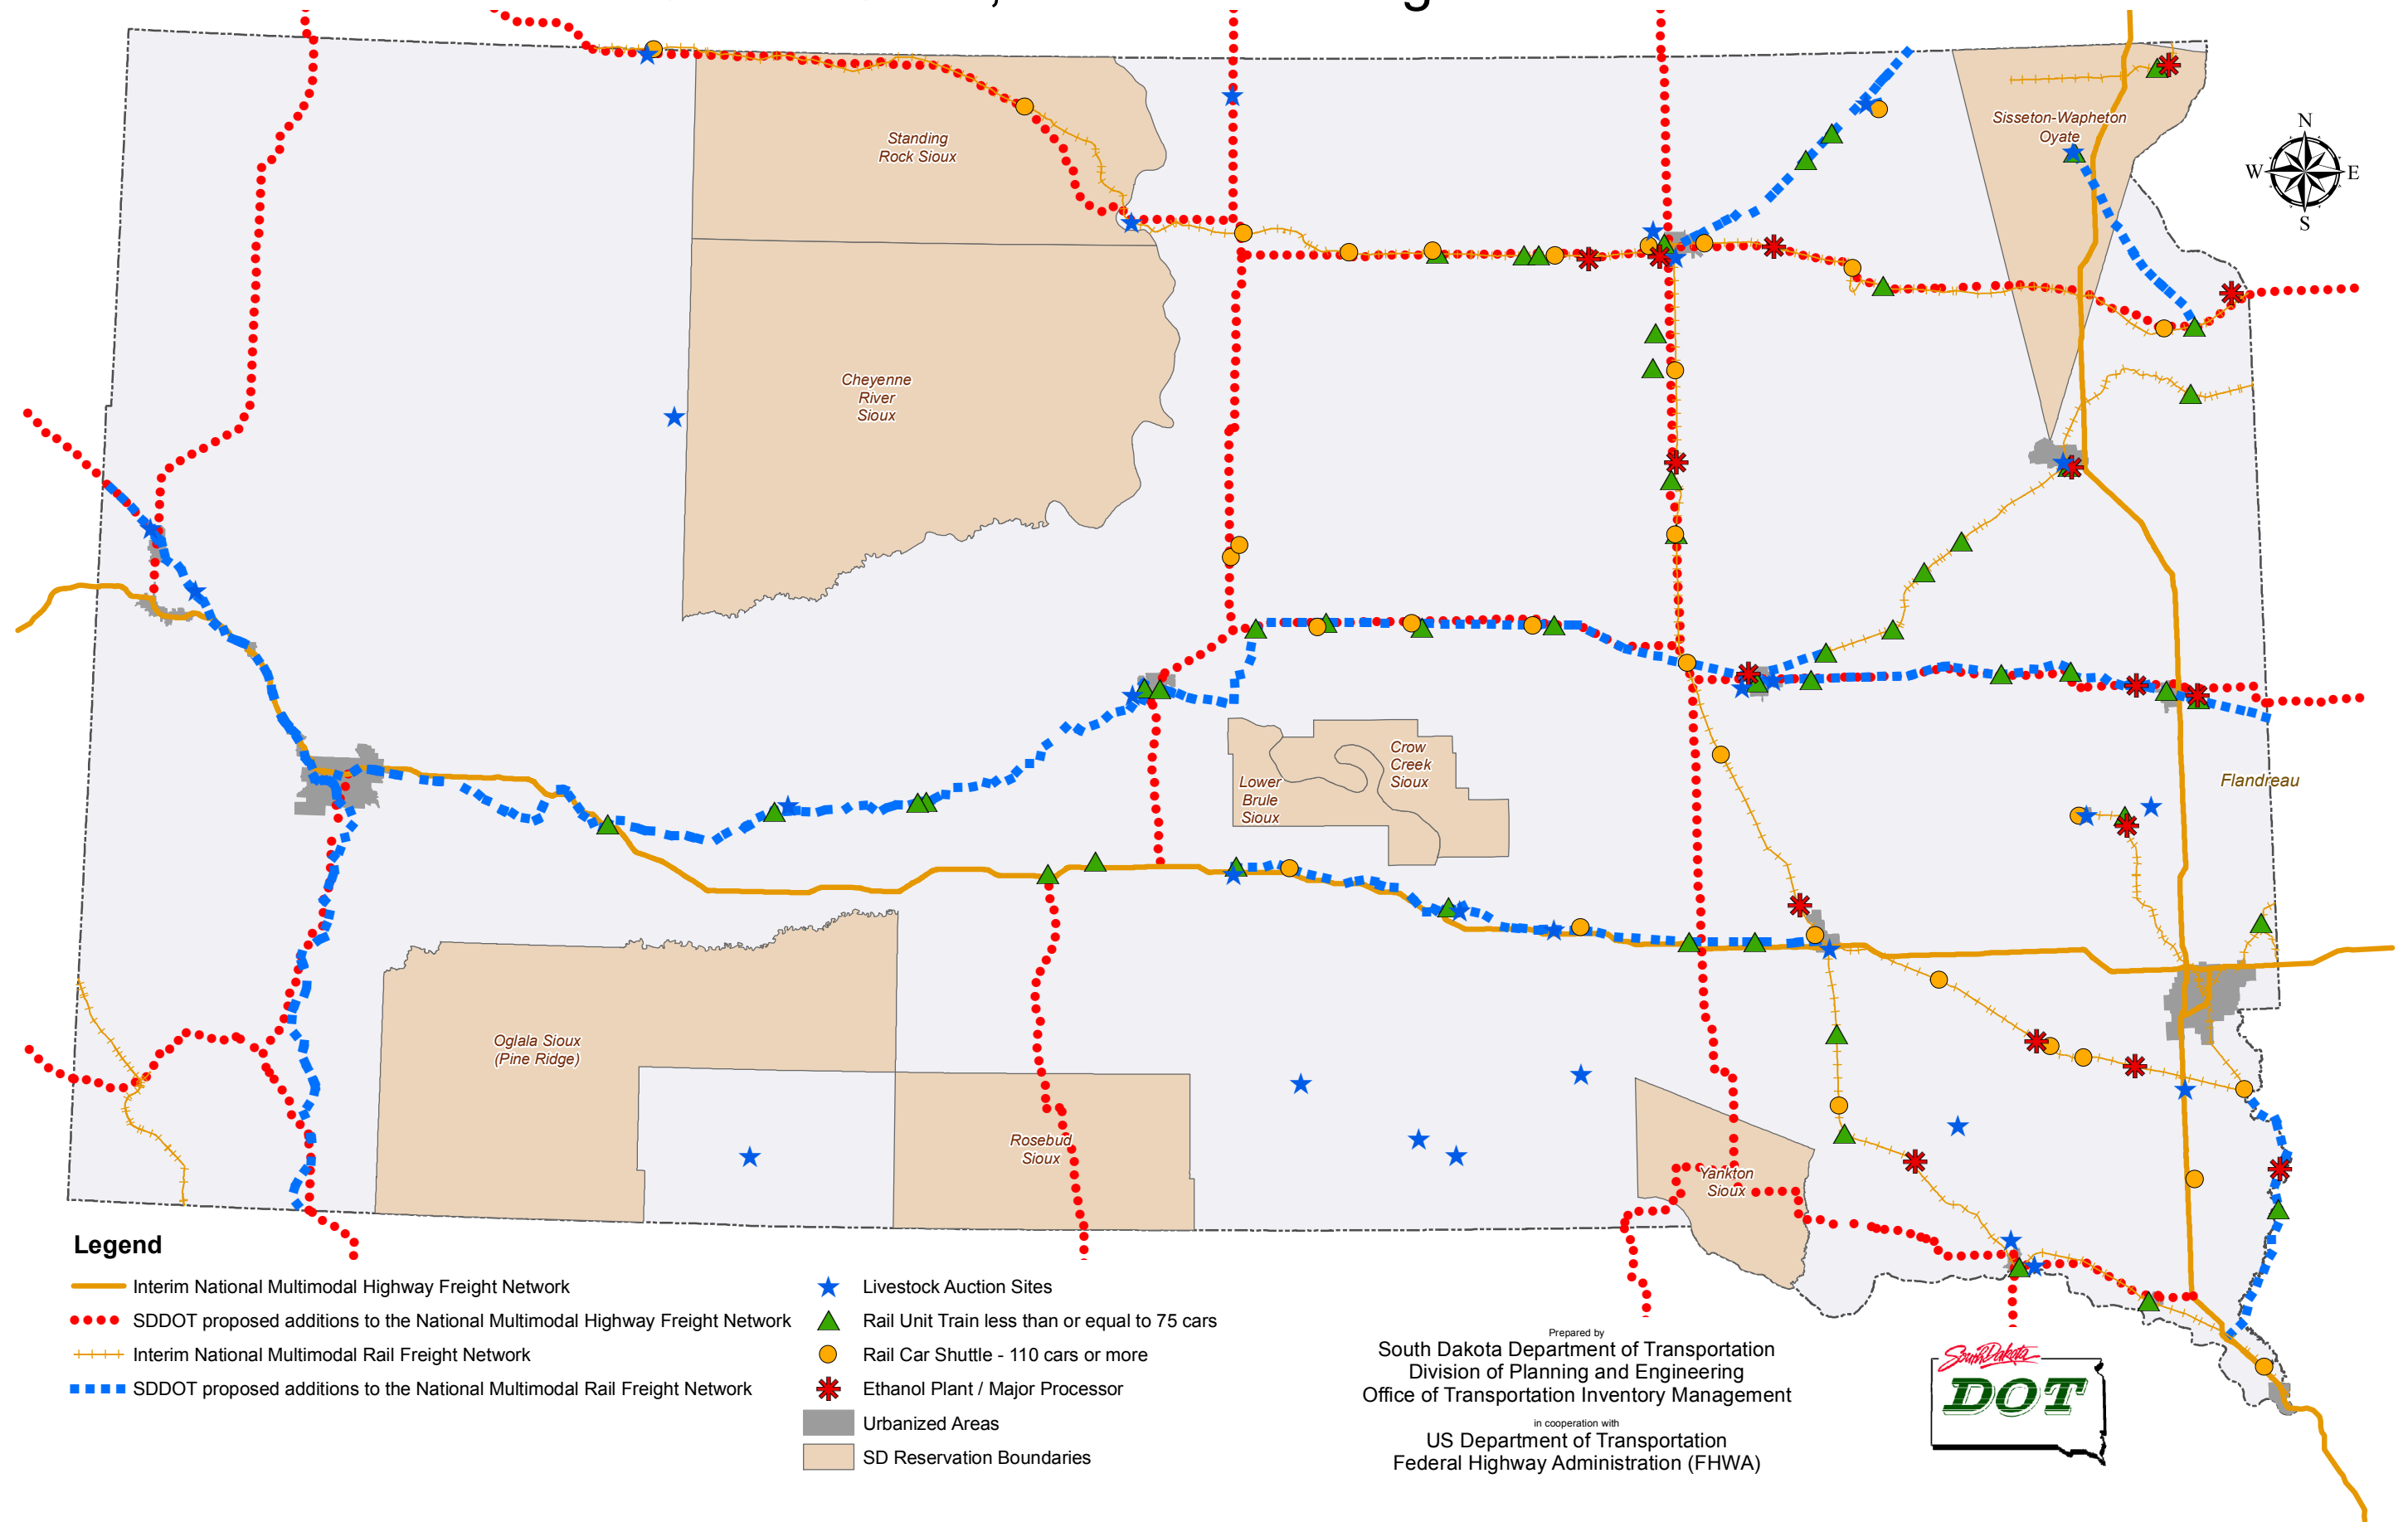 N
W E
S
Standing
Rock Sioux
Sisseton-Wapheton
Oyate
Cheyenne
River
Sioux
Crow
Creek
Sioux
Lower
Brule
Sioux
Flandreau
Oglala Sioux
(Pine Ridge)
Rosebud
Sioux
Yankton
Sioux
Legend
Interim National Multimodal Highway Freight Network
SDDOT proposed additions to the National Multimodal Highway Freight Network
Interim National Multimodal Rail Freight Network
SDDOT proposed additions to the National Multimodal Rail Freight Network
Livestock Auction Sites
Rail Unit Train less than or equal to 75 cars
Rail Car Shuttle - 110 cars or more
Ethanol Plant / Major Processor
Urbanized Areas
SD Reservation Boundaries
Prepared by
South Dakota Department of Transportation
Division of Planning and Engineering
Office of Transportation Inventory Management
in cooperation with
US Department of Transportation
Federal Highway Administration (FHWA)
South Dakota
DOT